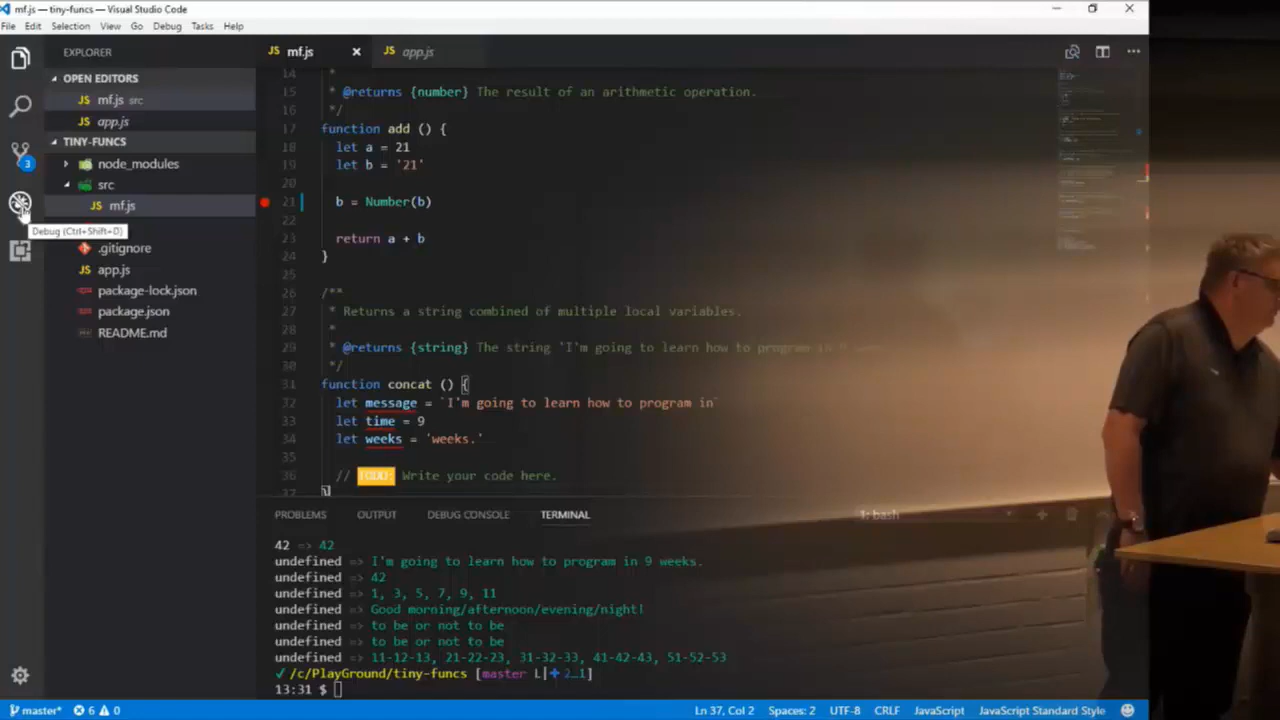 mf.js — tiny-funcs — Visual Studio Code
File Edit Selection View Go Debug Tasks Help
EXPLORER
OPEN EDITORS
JS mf.js src
JS app.js
TINY-FUNCS
node_modules
src
JS mf.js
Debug (Ctrl+Shift+D)
.gitignore
JS app.js
package-lock.json
package.json
README.md
3
JS mf.js
JS app.js
14 *
15 * @returns {number} The result of an arithmetic operation.
16 */
17 function add () {
18 let a = 21
19 let b = '21'
20
21 b = Number(b)
22
23 return a + b
24 }
25
26 /**
27 * Returns a string combined of multiple local variables.
28 *
29 * @returns {string} The string 'I'm going to learn how to program in 9 weeks.
30 */
31 function concat () {
32 let message = `I'm going to learn how to program in`
33 let time = 9
34 let weeks = 'weeks.'
35
36 // TODO: Write your code here.
37 }
PROBLEMS OUTPUT DEBUG CONSOLE TERMINAL 1: bash
42 => 42
undefined => I'm going to learn how to program in 9 weeks.
undefined => 42
undefined => 1, 3, 5, 7, 9, 11
undefined => Good morning/afternoon/evening/night!
undefined => to be or not to be
undefined => to be or not to be
undefined => 11-12-13, 21-22-23, 31-32-33, 41-42-43, 51-52-53
✓ /c/PlayGround/tiny-funcs [master L|✚ 2…1]
13:31 $
master* 6 0 Ln 37, Col 2 Spaces: 2 UTF-8 CRLF JavaScript JavaScript Standard Style